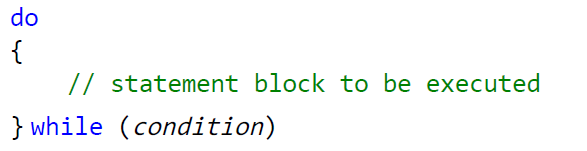 do
{
// statement block to be executed
} while (condition)